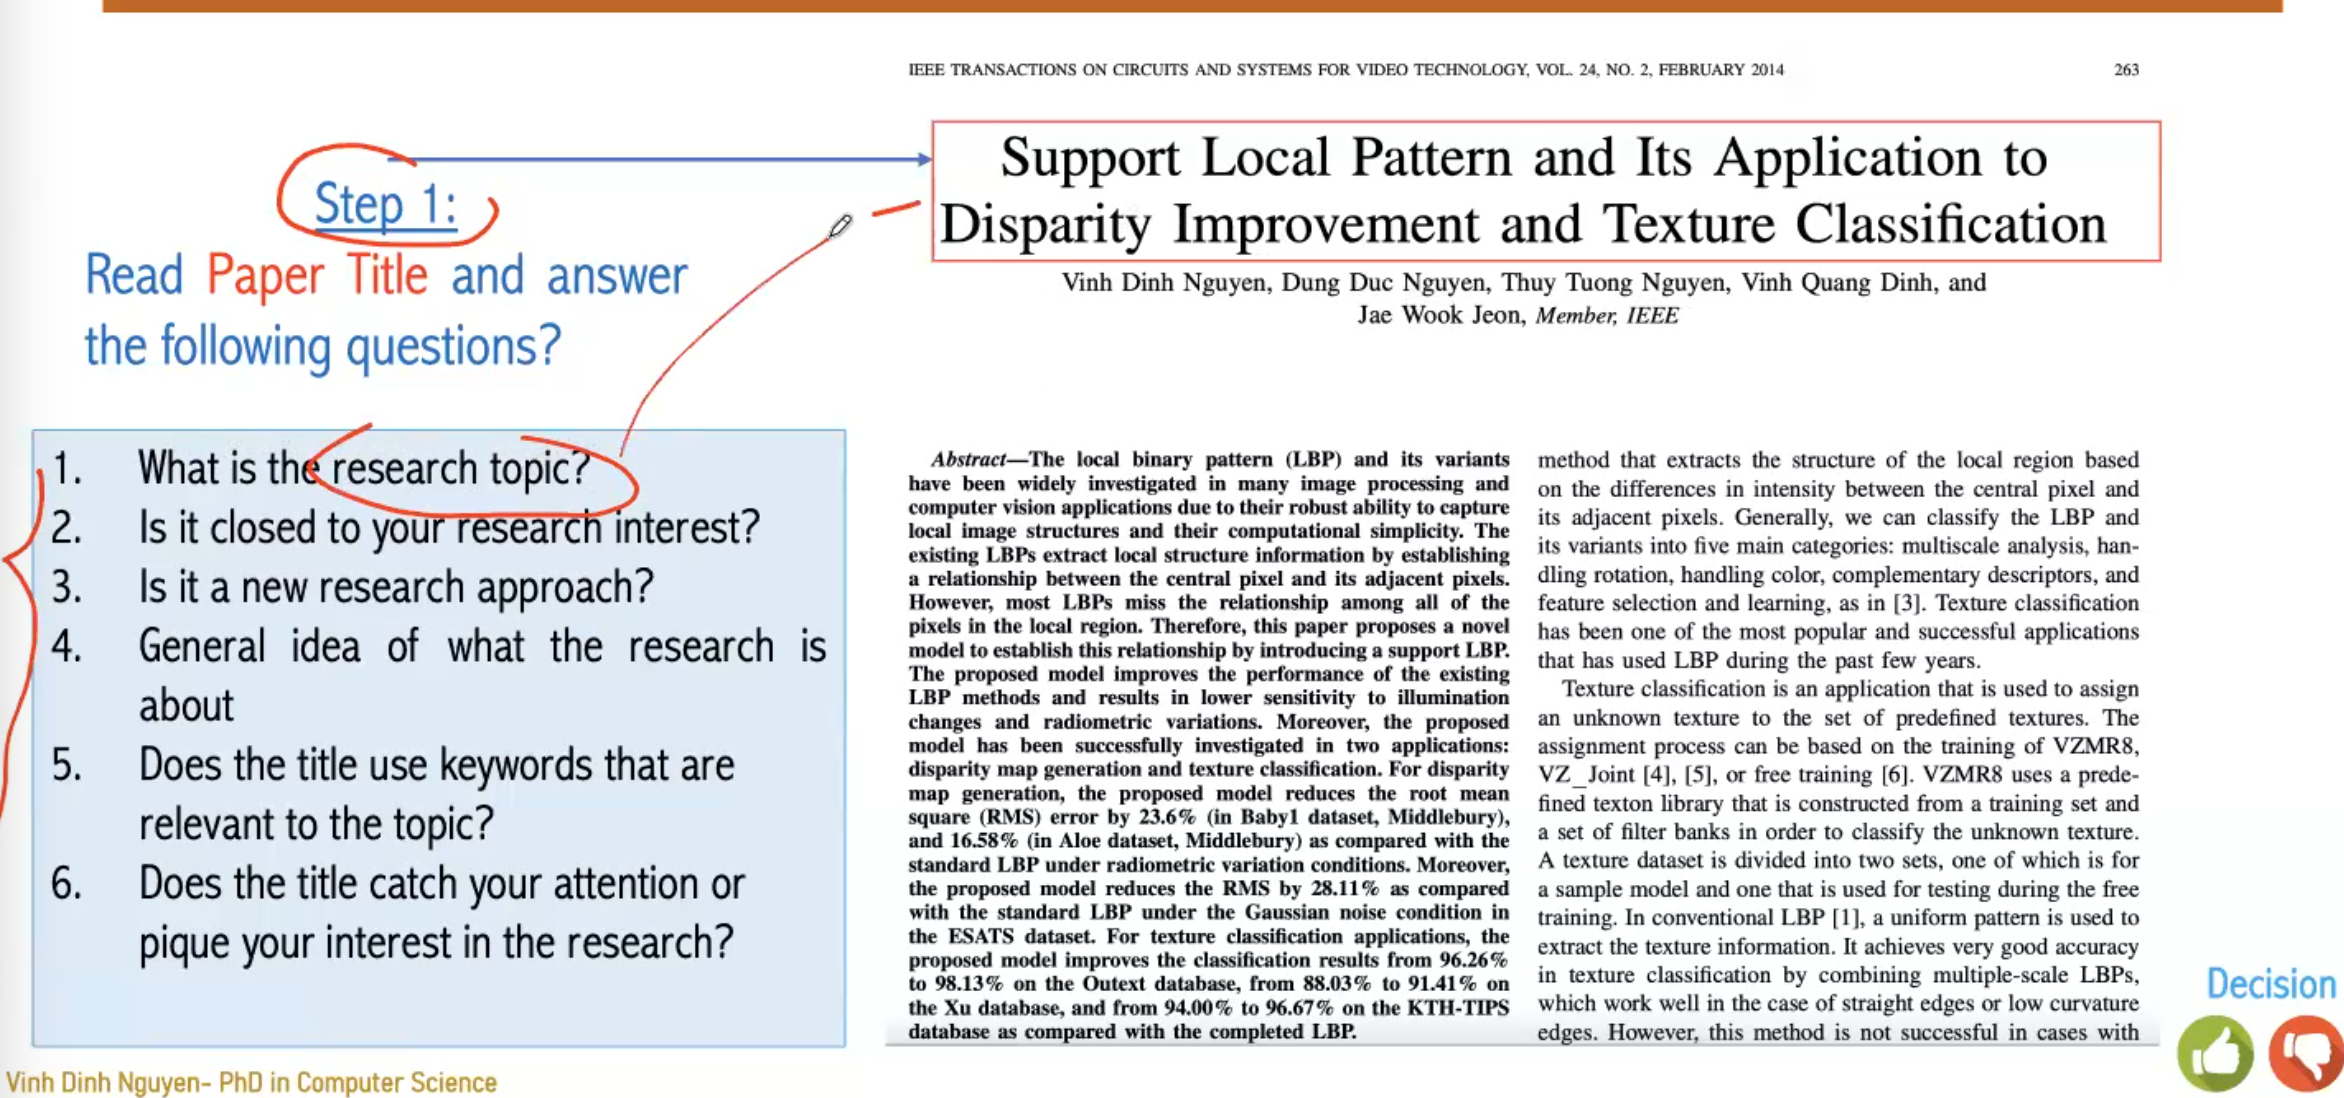 IEEE TRANSACTIONS ON CIRCUITS AND SYSTEMS FOR VIDEO TECHNOLOGY, VOL. 24, NO. 2, FEBRUARY 2014 263
Step 1:
Read Paper Title and answer
the following questions?
1. What is the research topic?
2. Is it closed to your research interest?
3. Is it a new research approach?
4. General idea of what the research is
about
5. Does the title use keywords that are
relevant to the topic?
6. Does the title catch your attention or
pique your interest in the research?
Support Local Pattern and Its Application to
Disparity Improvement and Texture Classification
Vinh Dinh Nguyen, Dung Duc Nguyen, Thuy Tuong Nguyen, Vinh Quang Dinh, and
Jae Wook Jeon, Member, IEEE
Abstract—The local binary pattern (LBP) and its variants
have been widely investigated in many image processing and
computer vision applications due to their robust ability to capture
local image structures and their computational simplicity. The
existing LBPs extract local structure information by establishing
a relationship between the central pixel and its adjacent pixels.
However, most LBPs miss the relationship among all of the
pixels in the local region. Therefore, this paper proposes a novel
model to establish this relationship by introducing a support LBP.
The proposed model improves the performance of the existing
LBP methods and results in lower sensitivity to illumination
changes and radiometric variations. Moreover, the proposed
model has been successfully investigated in two applications:
disparity map generation and texture classification. For disparity
map generation, the proposed model reduces the root mean
square (RMS) error by 23.6% (in Baby1 dataset, Middlebury),
and 16.58% (in Aloe dataset, Middlebury) as compared with the
standard LBP under radiometric variation conditions. Moreover,
the proposed model reduces the RMS by 28.11% as compared
with the standard LBP under the Gaussian noise condition in
the ESATS dataset. For texture classification applications, the
proposed model improves the classification results from 96.26%
to 98.13% on the Outext database, from 88.03% to 91.41% on
the Xu database, and from 94.00% to 96.67% on the KTH-TIPS
database as compared with the completed LBP.
method that extracts the structure of the local region based
on the differences in intensity between the central pixel and
its adjacent pixels. Generally, we can classify the LBP and
its variants into five main categories: multiscale analysis, han-
dling rotation, handling color, complementary descriptors, and
feature selection and learning, as in [3]. Texture classification
has been one of the most popular and successful applications
that has used LBP during the past few years.
Texture classification is an application that is used to assign
an unknown texture to the set of predefined textures. The
assignment process can be based on the training of VZMR8,
VZ_Joint [4], [5], or free training [6]. VZMR8 uses a prede-
fined texton library that is constructed from a training set and
a set of filter banks in order to classify the unknown texture.
A texture dataset is divided into two sets, one of which is for
a sample model and one that is used for testing during the free
training. In conventional LBP [1], a uniform pattern is used to
extract the texture information. It achieves very good accuracy
in texture classification by combining multiple-scale LBPs,
which work well in the case of straight edges or low curvature
edges. However, this method is not successful in cases with
Decision
Vinh Dinh Nguyen- PhD in Computer Science